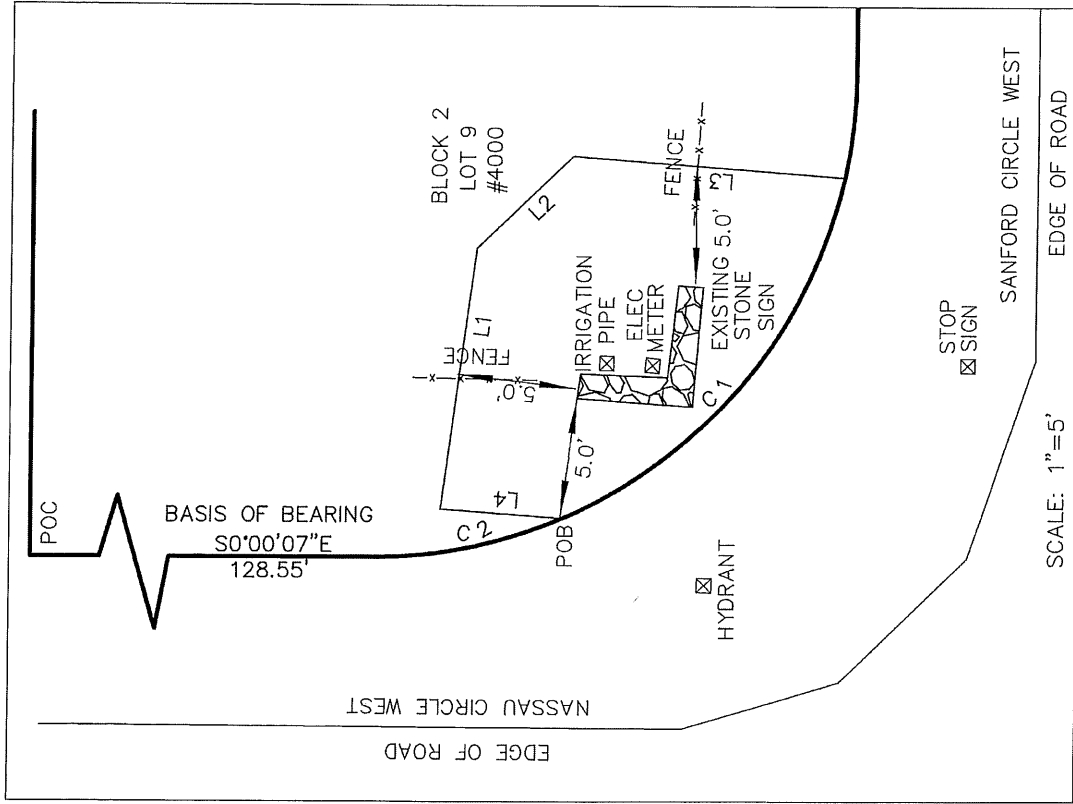 POC
BASIS OF BEARING
S0°00'07"E
128.55'
BLOCK 2
LOT 9
#4000
L2
L1
FENCE
5.0'
FENCE
L3
5.0'
IRRIGATION
PIPE
ELEC
METER
EXISTING
STONE
SIGN
L4
5.0'
C2
POB
C1
HYDRANT
STOP
SIGN
SANFORD CIRCLE WEST
EDGE OF ROAD
NASSAU CIRCLE WEST
EDGE OF ROAD
SCALE: 1"=5'